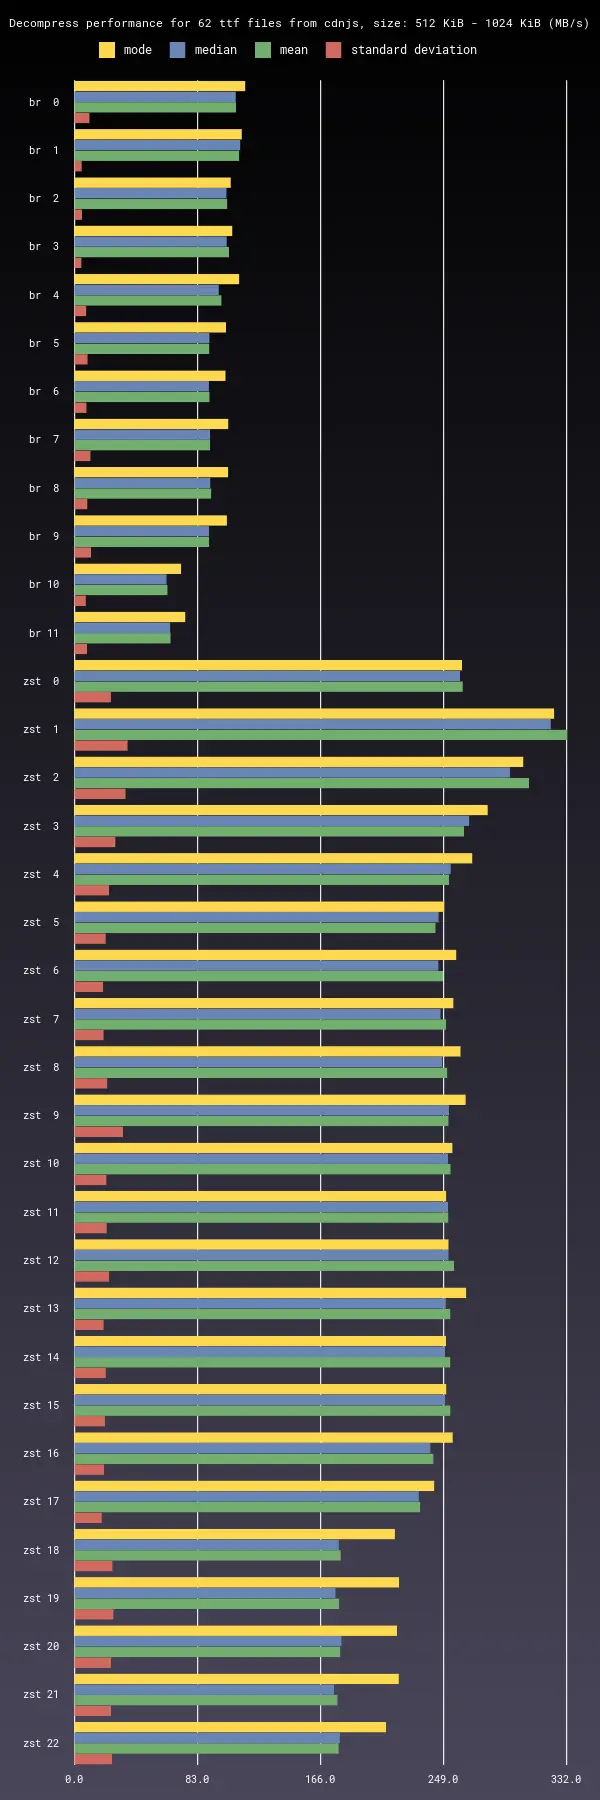 Decompress performance for 62 ttf files from cdnjs, size: 512 KiB - 1024 KiB (MB/s)
mode median mean standard deviation
br 0
br 1
br 2
br 3
br 4
br 5
br 6
br 7
br 8
br 9
br 10
br 11
zst 0
zst 1
zst 2
zst 3
zst 4
zst 5
zst 6
zst 7
zst 8
zst 9
zst 10
zst 11
zst 12
zst 13
zst 14
zst 15
zst 16
zst 17
zst 18
zst 19
zst 20
zst 21
zst 22
0.0 83.0 166.0 249.0 332.0